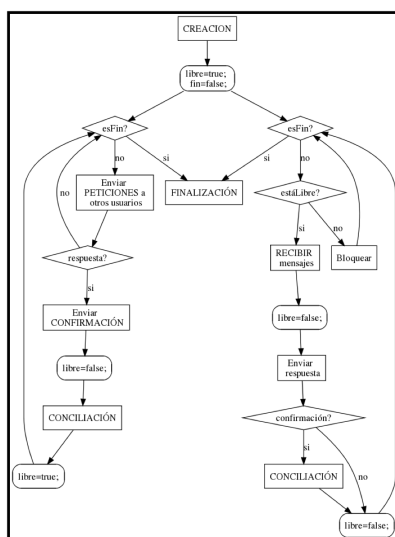 CREACION
libre=true;
fin=false;
esFin?
esFin?
no
si
si
no
Enviar
PETICIONES a
otros usuarios
FINALIZACIÓN
estáLibre?
no
si
no
respuesta?
RECIBIR
mensajes
Bloquear
si
Enviar
CONFIRMACIÓN
libre=false;
libre=false;
Enviar
respuesta
CONCILIACIÓN
confirmación?
si
no
libre=true;
CONCILIACIÓN
libre=false;